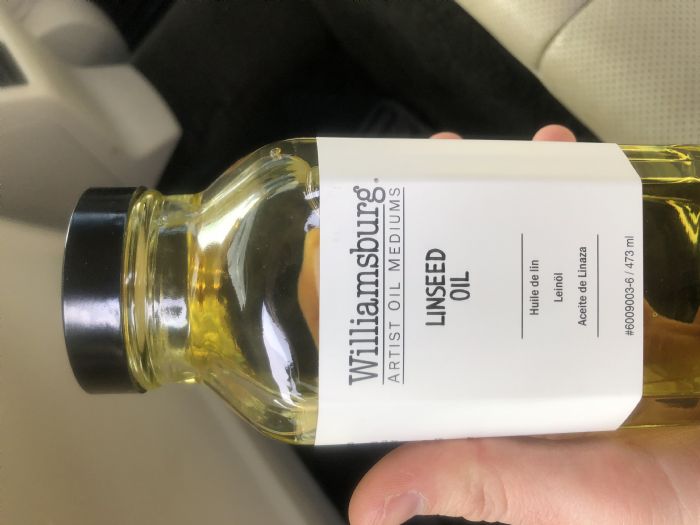 Williamsburg®
ARTIST OIL MEDIUMS
LINSEED
OIL
Huile de lin
Leinöl
Aceite de Linaza
#6009003-6 / 473 ml